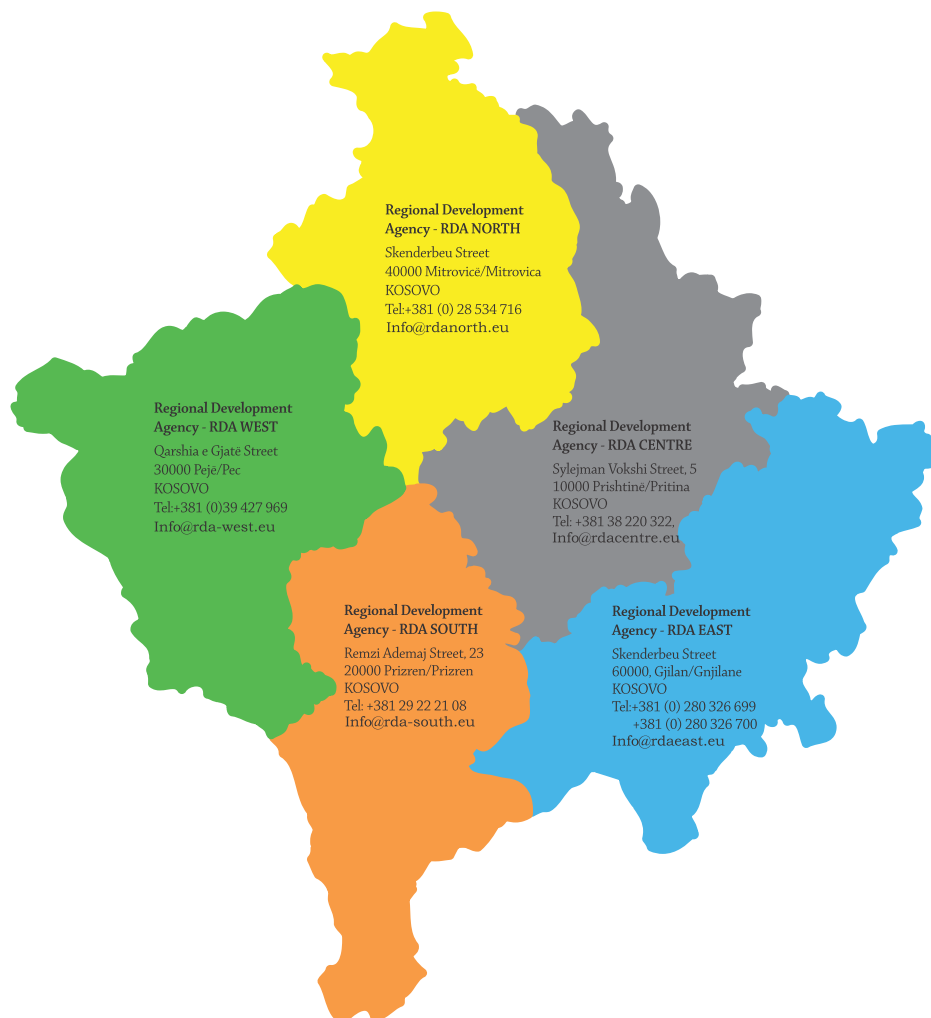 Regional Development
Agency - RDA NORTH
Skenderbeu Street
40000 Mitrovicë/Mitrovica
KOSOVO
Tel:+381 (0) 28 534 716
Info@rdanorth.eu
Regional Development
Agency - RDA WEST
Qarshia e Gjatë Street
30000 Pejë/Pec
KOSOVO
Tel:+381 (0)39 427 969
Info@rda-west.eu
Regional Development
Agency - RDA CENTRE
Sylejman Vokshi Street, 5
10000 Prishtinë/Pritina
KOSOVO
Tel: +381 38 220 322,
Info@rdacentre.eu
Regional Development
Agency - RDA SOUTH
Remzi Ademaj Street, 23
20000 Prizren/Prizren
KOSOVO
Tel: +381 29 22 21 08
Info@rda-south.eu
Regional Development
Agency - RDA EAST
Skenderbeu Street
60000, Gjilan/Gnjilane
KOSOVO
Tel:+381 (0) 280 326 699
+381 (0) 280 326 700
Info@rdaeast.eu